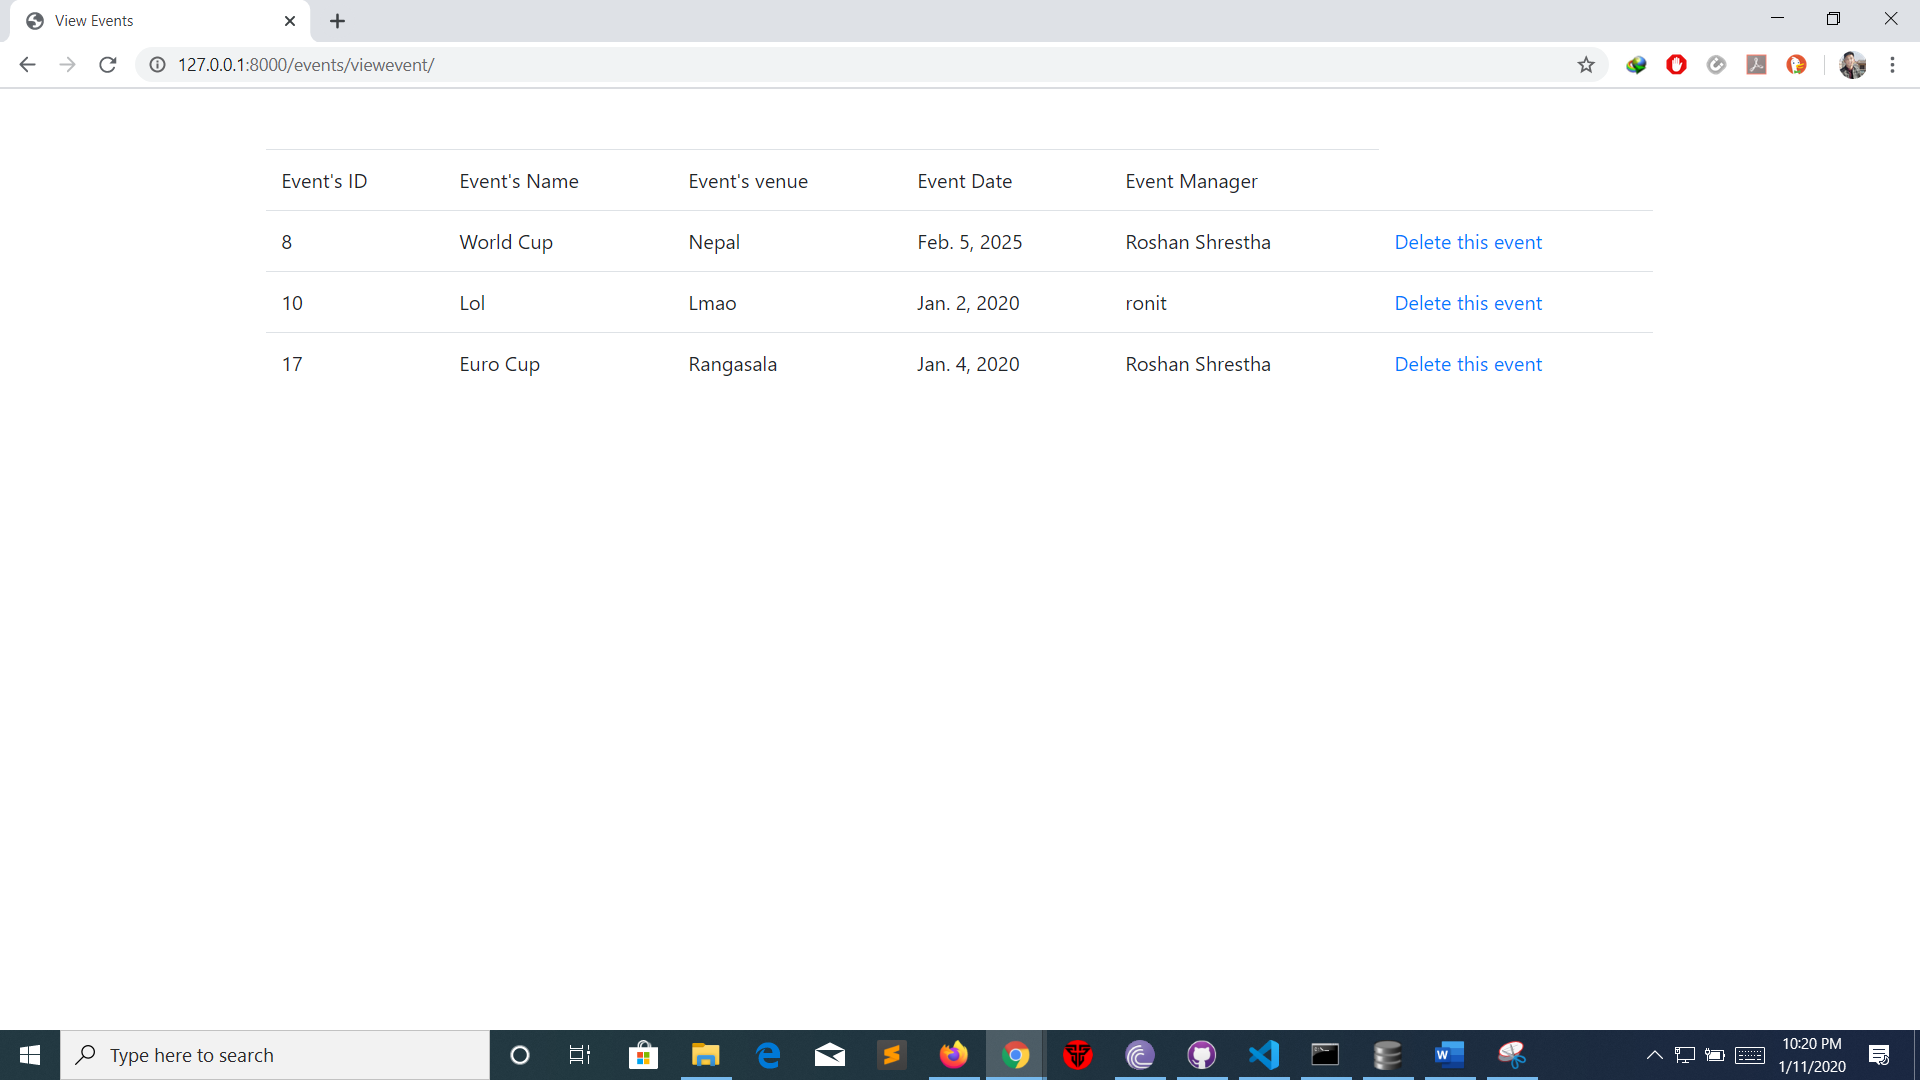 View Events
127.0.0.1:8000/events/viewevent/
Event's ID Event's Name Event's venue Event Date Event Manager
8 World Cup Nepal Feb. 5, 2025 Roshan Shrestha Delete this event
10 Lol Lmao Jan. 2, 2020 ronit Delete this event
17 Euro Cup Rangasala Jan. 4, 2020 Roshan Shrestha Delete this event
Type here to search
10:20 PM
1/11/2020